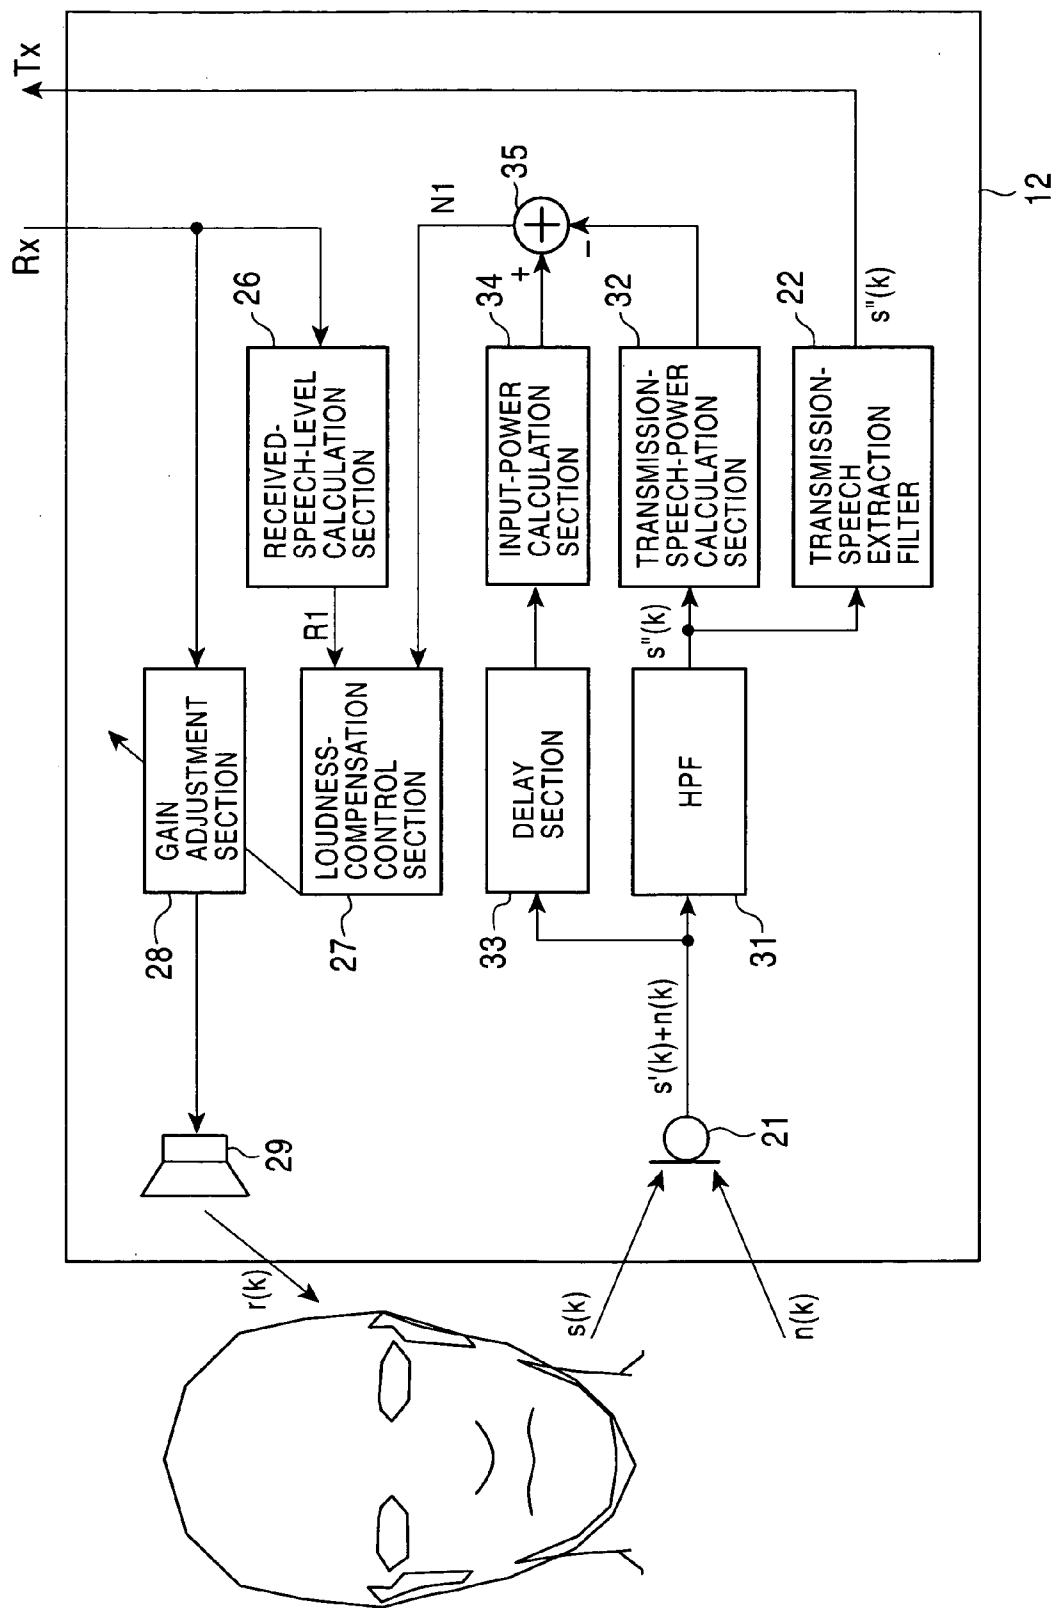 Rx
Tx
28
GAIN
ADJUSTMENT
SECTION
26
RECEIVED-
SPEECH-LEVEL
CALCULATION
SECTION
R1
N1
27
LOUDNESS-
COMPENSATION
CONTROL
SECTION
29
r(k)
33
DELAY
SECTION
34
INPUT-POWER
CALCULATION
SECTION
+
-
+
35
s(k)
n(k)
21
s'(k)+n(k)
31
HPF
s"(k)
32
TRANSMISSION-
SPEECH-POWER
CALCULATION
SECTION
22
TRANSMISSION-
SPEECH
EXTRACTION
FILTER
s"(k)
12